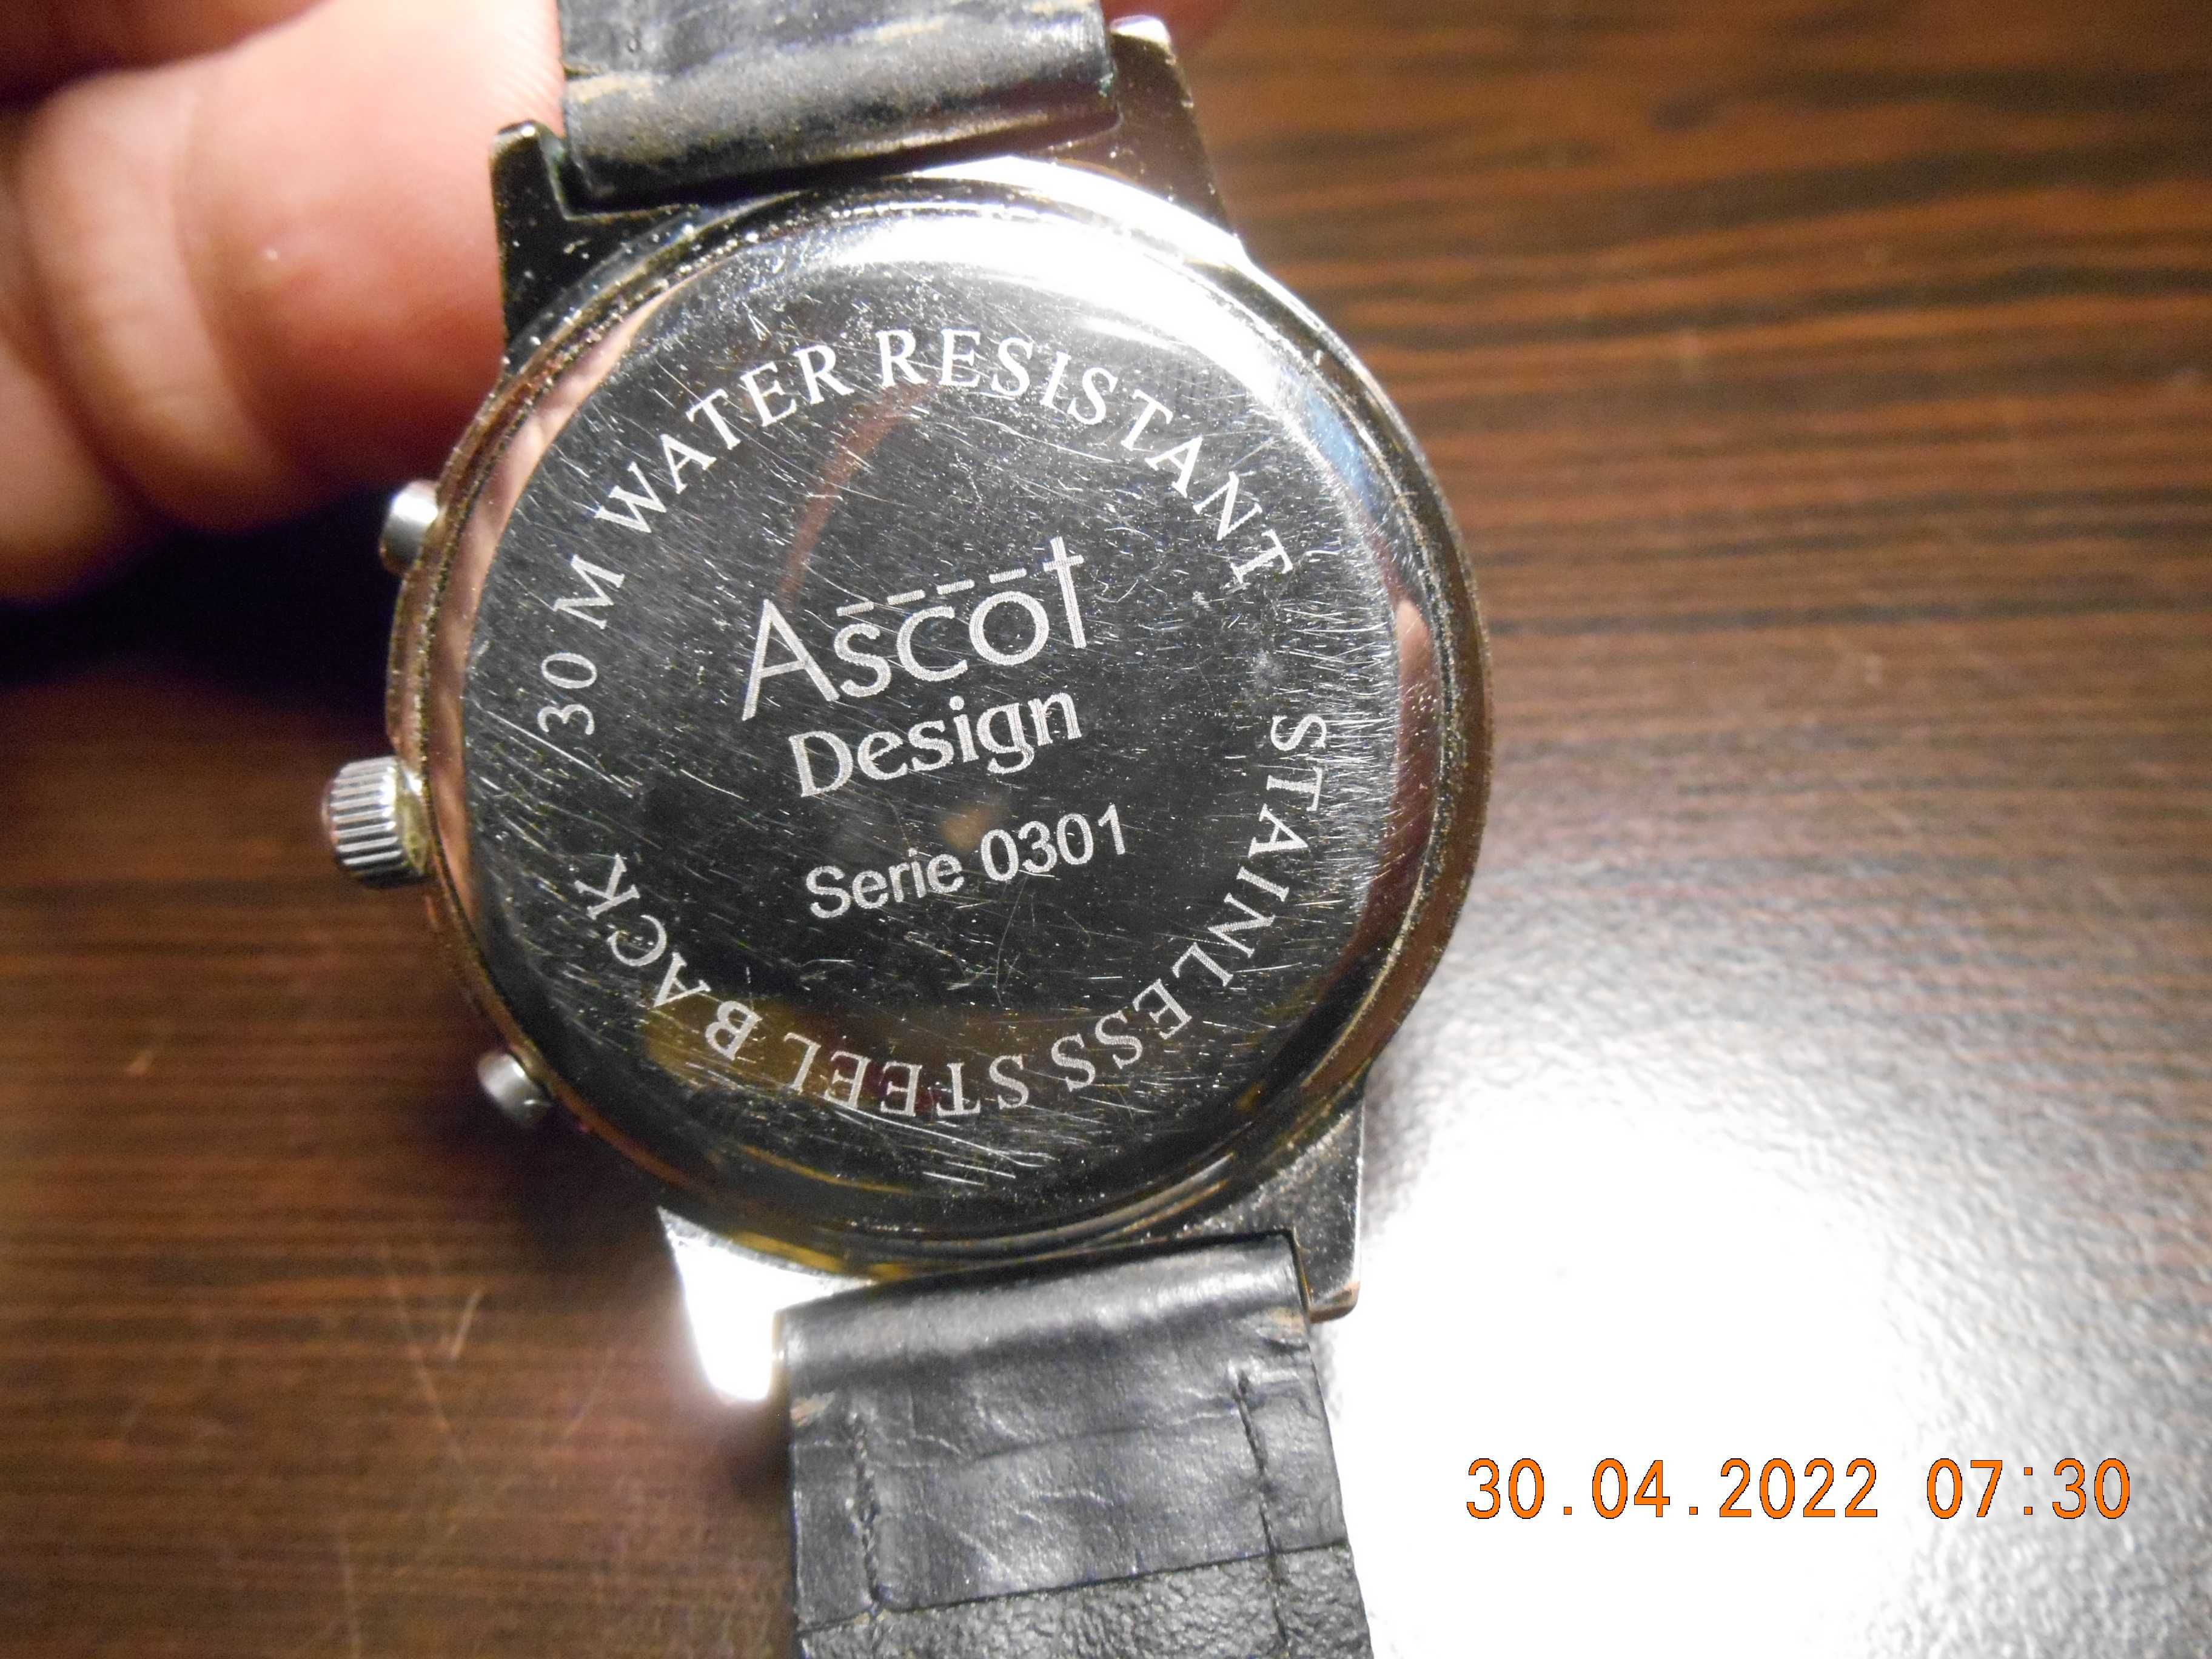 30 M WATER RESISTANT
Ascot
Design
Serie 0301
STAINLESS STEEL BACK
30.04.2022 07:30